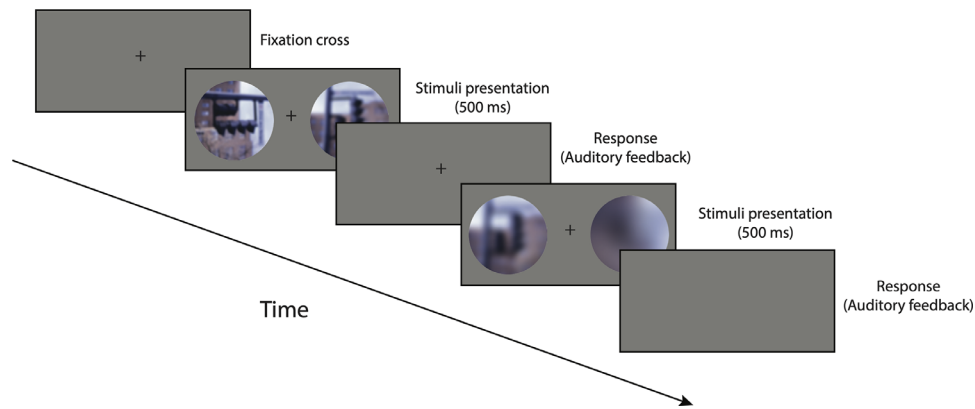 Fixation cross
Stimuli presentation
(500 ms)
Response
(Auditory feedback)
Stimuli presentation
(500 ms)
Response
(Auditory feedback)
Time